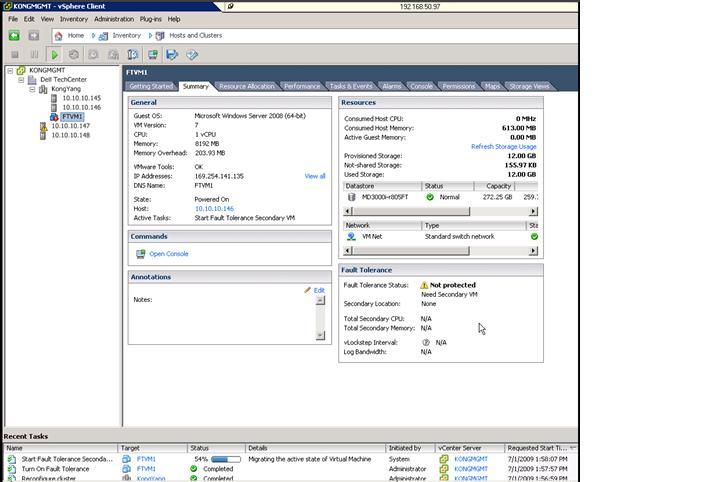 KONGMGMT - vSphere Client
192.168.50.97
File Edit View Inventory Administration Plug-ins Help
Home Inventory Hosts and Clusters
KONGMGMT
Dell TechCenter
KongYang
10.10.10.145
10.10.10.146
FTVM1
10.10.10.147
10.10.10.148
FTVM1
Getting Started Summary Resource Allocation Performance Tasks & Events Alarms Console Permissions Maps Storage Views
General
Guest OS: Microsoft Windows Server 2008 (64-bit)
VM Version: 7
CPU: 1 vCPU
Memory: 8192 MB
Memory Overhead: 203.93 MB
VMware Tools: OK
IP Addresses: 169.254.141.135 View all
DNS Name: FTVM1
State: Powered On
Host: 10.10.10.146
Active Tasks: Start Fault Tolerance Secondary VM
Commands
Open Console
Annotations
Edit
Notes:
Resources
Consumed Host CPU: 0 MHz
Consumed Host Memory: 613.00 MB
Active Guest Memory: 0.00 MB
Refresh Storage Usage
Provisioned Storage: 12.00 GB
Not-shared Storage: 155.97 KB
Used Storage: 12.00 GB
Datastore Status Capacity
MD3000i-r805FT Normal 272.25 GB 259.
Network Type Sta
VM Net Standard switch network
Fault Tolerance
Fault Tolerance Status: Not protected
Need Secondary VM
Secondary Location: None
Total Secondary CPU: N/A
Total Secondary Memory: N/A
vLockstep Interval: N/A
Log Bandwidth: N/A
Recent Tasks
Name Target Status Details Initiated by vCenter Server Requested Start Ti...
Start Fault Tolerance Seconda... FTVM1 54% Migrating the active state of Virtual Machine System KONGMGMT 7/1/2009 1:58:07 PM
Turn On Fault Tolerance FTVM1 Completed Administrator KONGMGMT 7/1/2009 1:57:57 PM
Reconfigure cluster KongYang Completed Administrator KONGMGMT 7/1/2009 1:56:59 PM